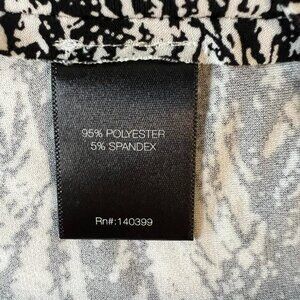 95% POLYESTER
5% SPANDEX
Rn#:140399